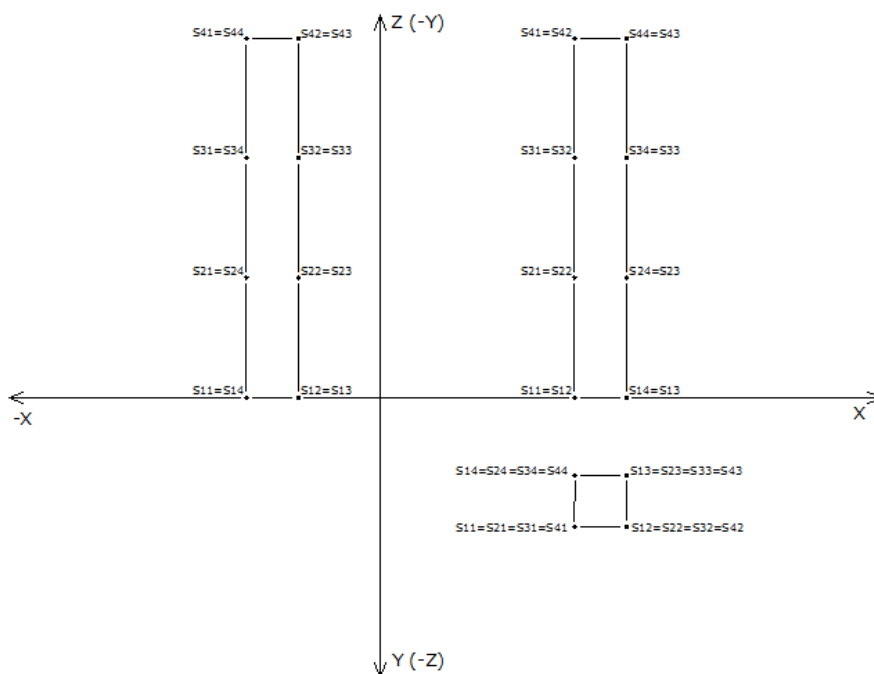 Z (-Y)
S41=S44
S42=S43
S41=S42
S44=S43
S31=S34
S32=S33
S31=S32
S34=S33
S21=S24
S22=S23
S21=S22
S24=S23
S11=S14
S12=S13
S11=S12
S14=S13
-X
X
S14=S24=S34=S44
S13=S23=S33=S43
S11=S21=S31=S41
S12=S22=S32=S42
Y (-Z)